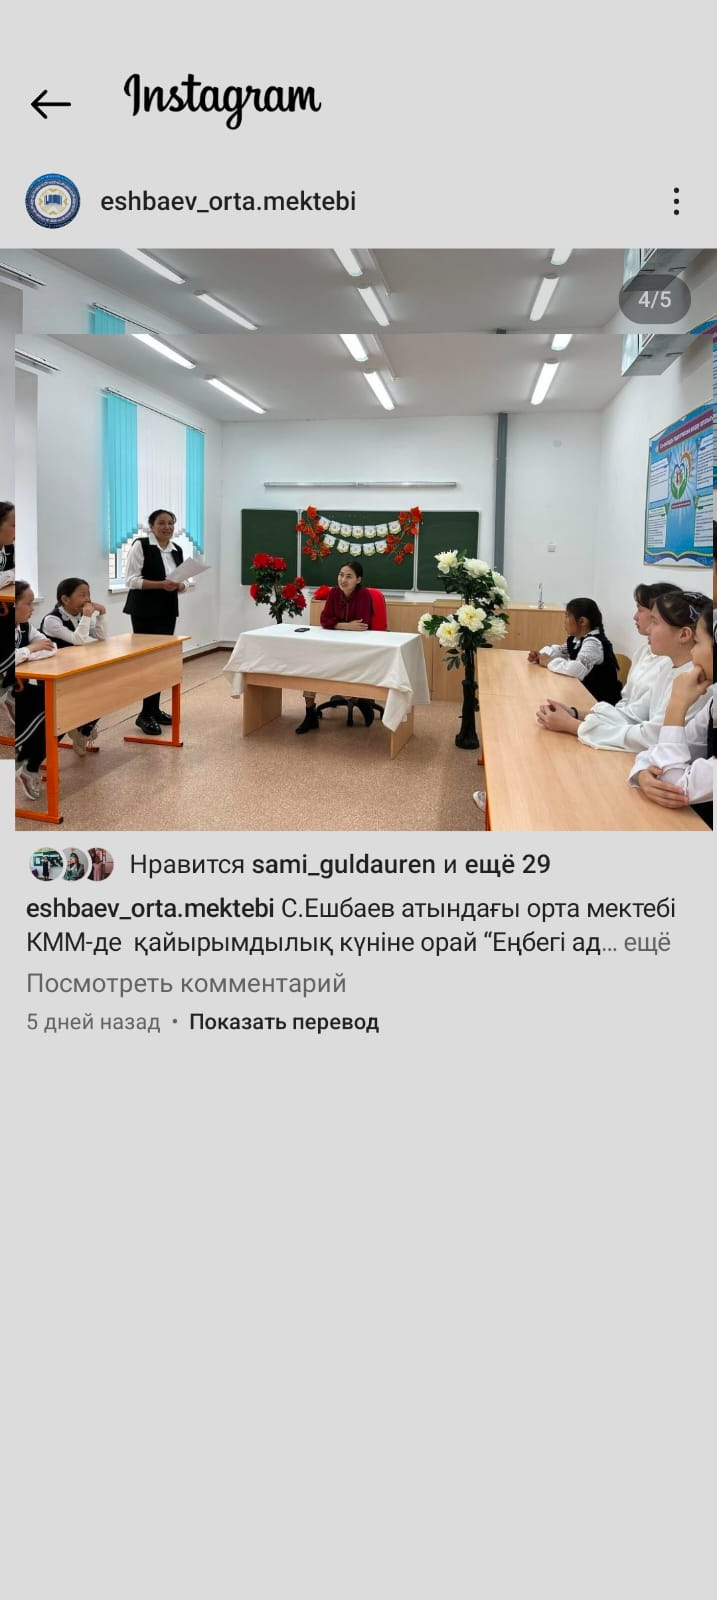 Instagram
eshbaev_orta.mektebi
4/5
Нравится sami_guldauren и ещё 29
eshbaev_orta.mektebi С.Ешбаев атындағы орта мектебі
КММ-де қайырымдылық күніне орай “Еңбегі ад... ещё
Посмотреть комментарий
5 дней назад • Показать перевод